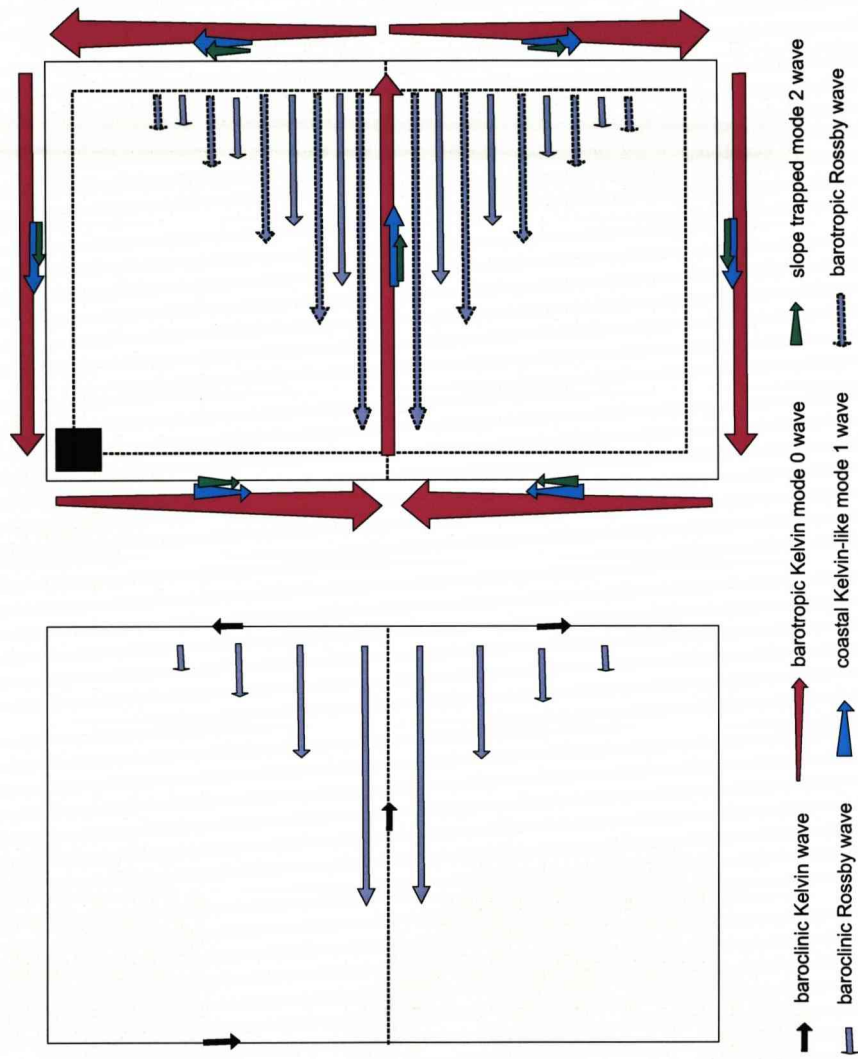 baroclinic Kelvin wave barotropic Kelvin mode 0 wave slope trapped mode 2 wave
baroclinic Rossby wave coastal Kelvin-like mode 1 wave barotropic Rossby wave